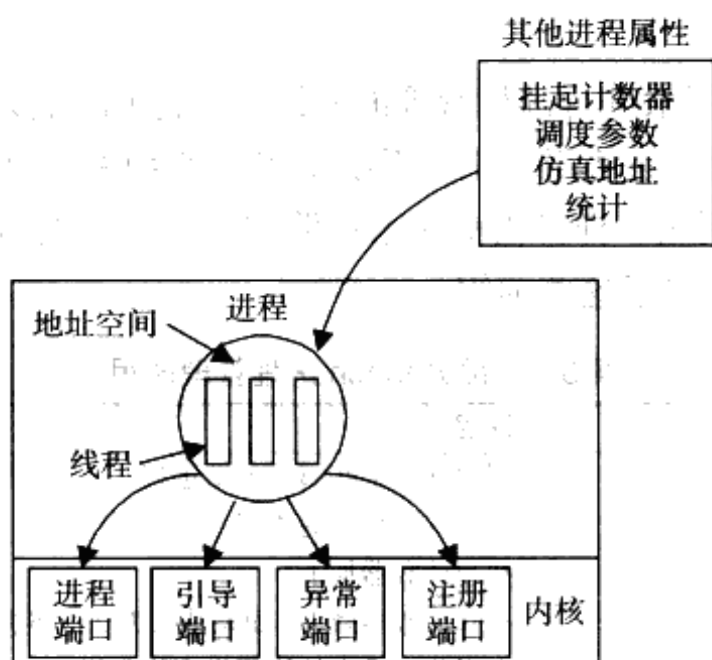 其他进程属性
挂起计数器
调度参数
仿真地址
统计
进程
地址空间
线程
进程
端口
引导
端口
异常
端口
注册
端口
内核